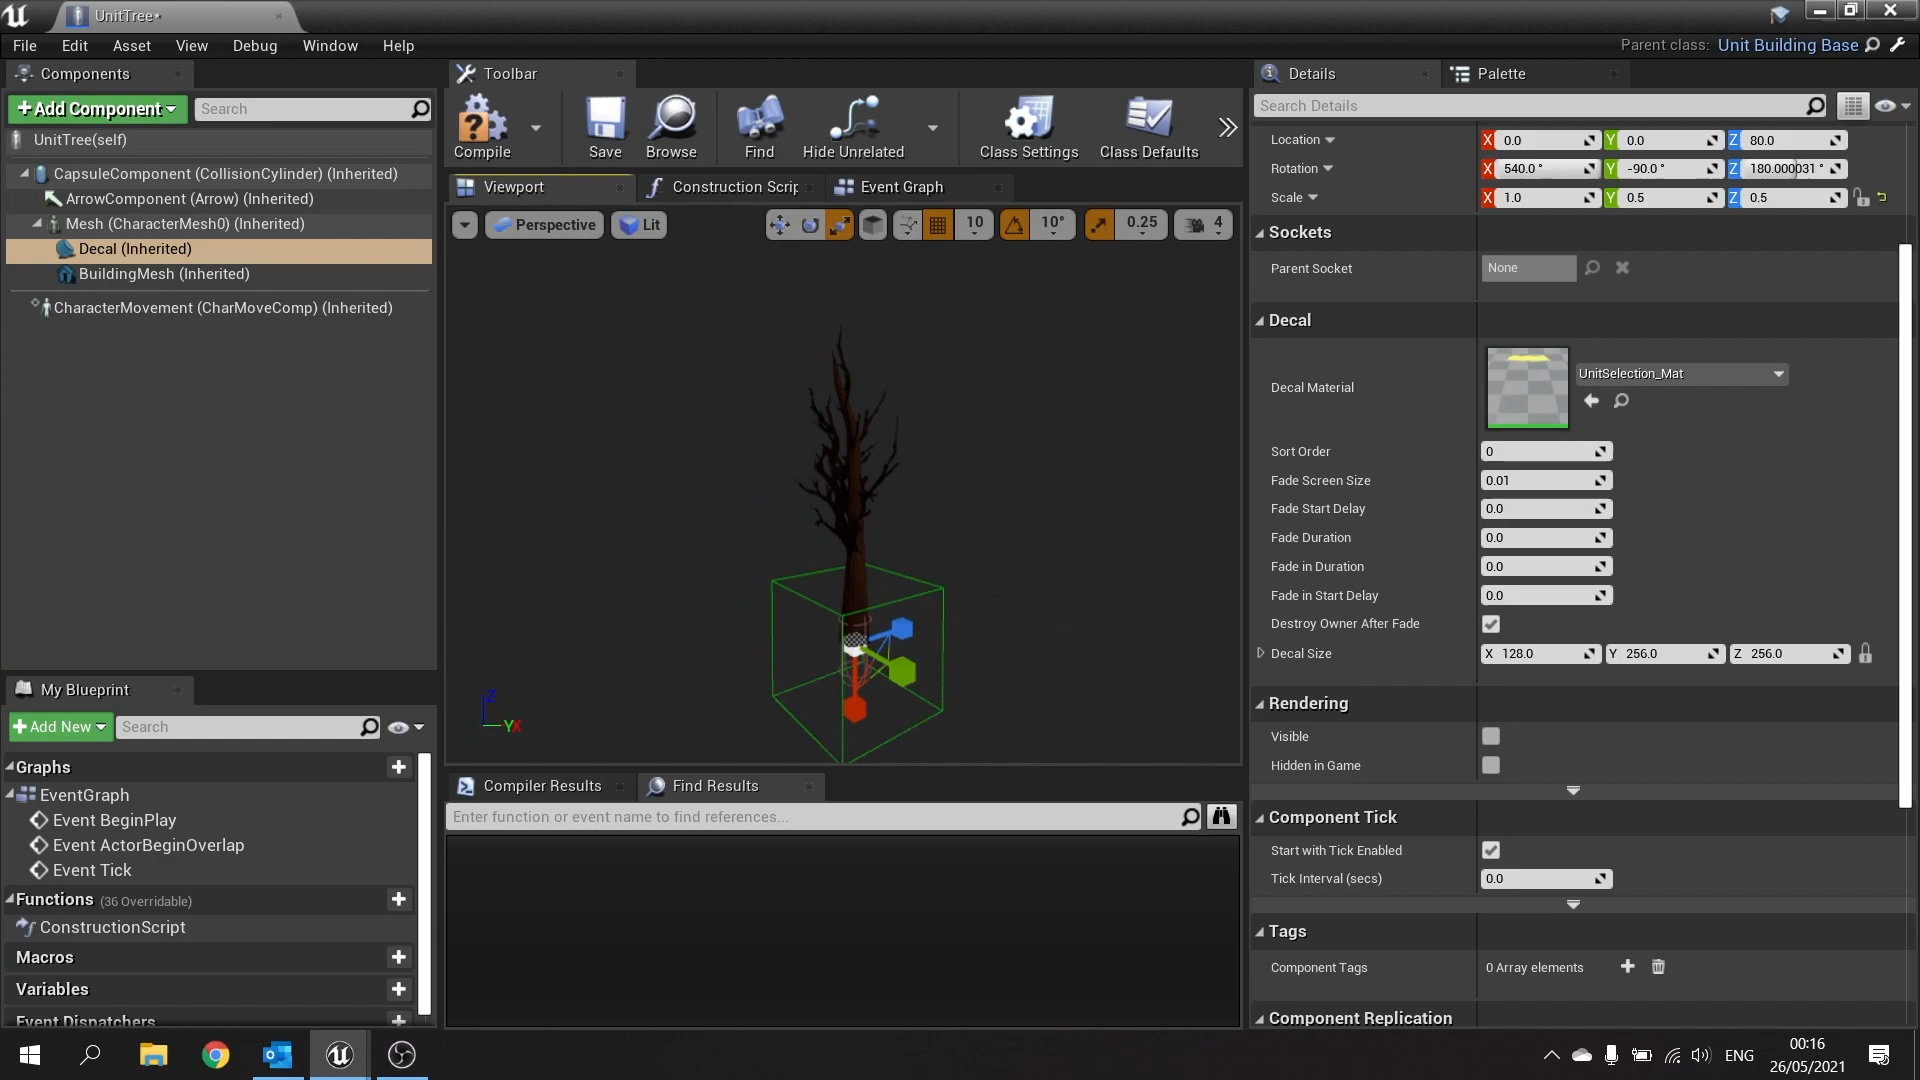 UnitTree*
File Edit Asset View Debug Window Help
Parent class: Unit Building Base
Components
+Add Component
Search
UnitTree(self)
CapsuleComponent (CollisionCylinder) (Inherited)
ArrowComponent (Arrow) (Inherited)
Mesh (CharacterMesh0) (Inherited)
Decal (Inherited)
BuildingMesh (Inherited)
CharacterMovement (CharMoveComp) (Inherited)
My Blueprint
+Add New
Search
Graphs
EventGraph
Event BeginPlay
Event ActorBeginOverlap
Event Tick
Functions (36 Overridable)
ConstructionScript
Macros
Variables
Event Dispatchers
Toolbar
Compile
Save
Browse
Find
Hide Unrelated
Class Settings
Class Defaults
Viewport
Construction Scrip
Event Graph
Perspective
Lit
10
10°
0.25
4
Z
Y X
Compiler Results
Find Results
Enter function or event name to find references...
Details
Palette
Search Details
Location X 0.0 Y 0.0 Z 80.0
Rotation X 540.0 ° Y -90.0 ° Z 180.000031 °
Scale X 1.0 Y 0.5 Z 0.5
Sockets
Parent Socket None
Decal
Decal Material UnitSelection_Mat
Sort Order 0
Fade Screen Size 0.01
Fade Start Delay 0.0
Fade Duration 0.0
Fade in Duration 0.0
Fade in Start Delay 0.0
Destroy Owner After Fade
Decal Size X 128.0 Y 256.0 Z 256.0
Rendering
Visible
Hidden in Game
Component Tick
Start with Tick Enabled
Tick Interval (secs) 0.0
Tags
Component Tags 0 Array elements
Component Replication
ENG
00:16
26/05/2021